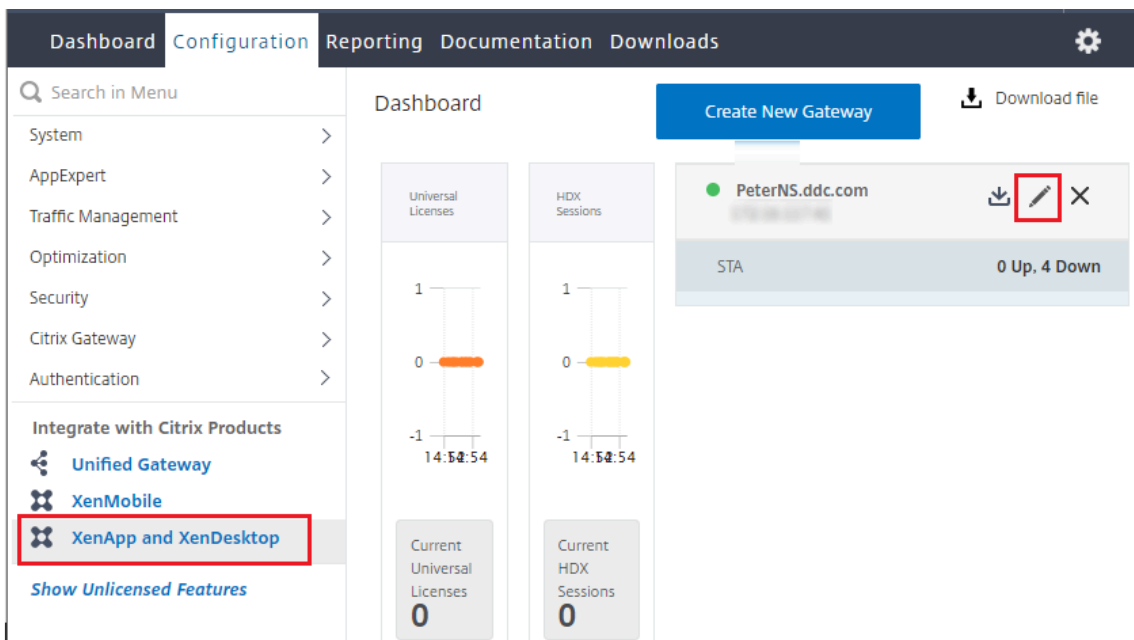 Dashboard Configuration Reporting Documentation Downloads
Search in Menu
System
AppExpert
Traffic Management
Optimization
Security
Citrix Gateway
Authentication
Integrate with Citrix Products
Unified Gateway
XenMobile
XenApp and XenDesktop
Show Unlicensed Features
Dashboard
Create New Gateway
Download file
Universal
Licenses
1
0
-1
Current
Universal
Licenses
0
HDX
Sessions
1
0
-1
Current
HDX
Sessions
0
PeterNS.ddc.com
STA 0 Up, 4 Down